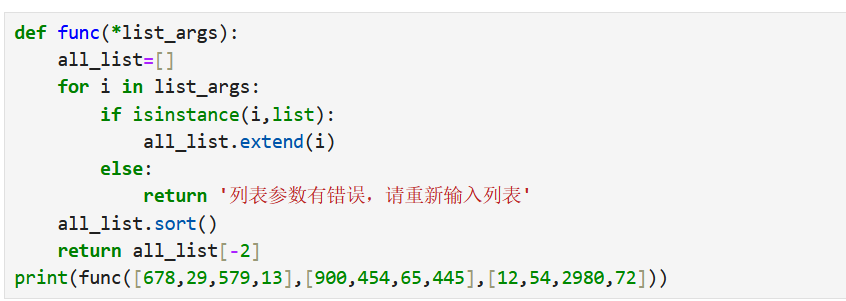 def func(*list_args):
    all_list=[]
    for i in list_args:
        if isinstance(i,list):
            all_list.extend(i)
        else:
            return '列表参数有错误，请重新输入列表'
    all_list.sort()
    return all_list[-2]
print(func([678,29,579,13],[900,454,65,445],[12,54,2980,72]))